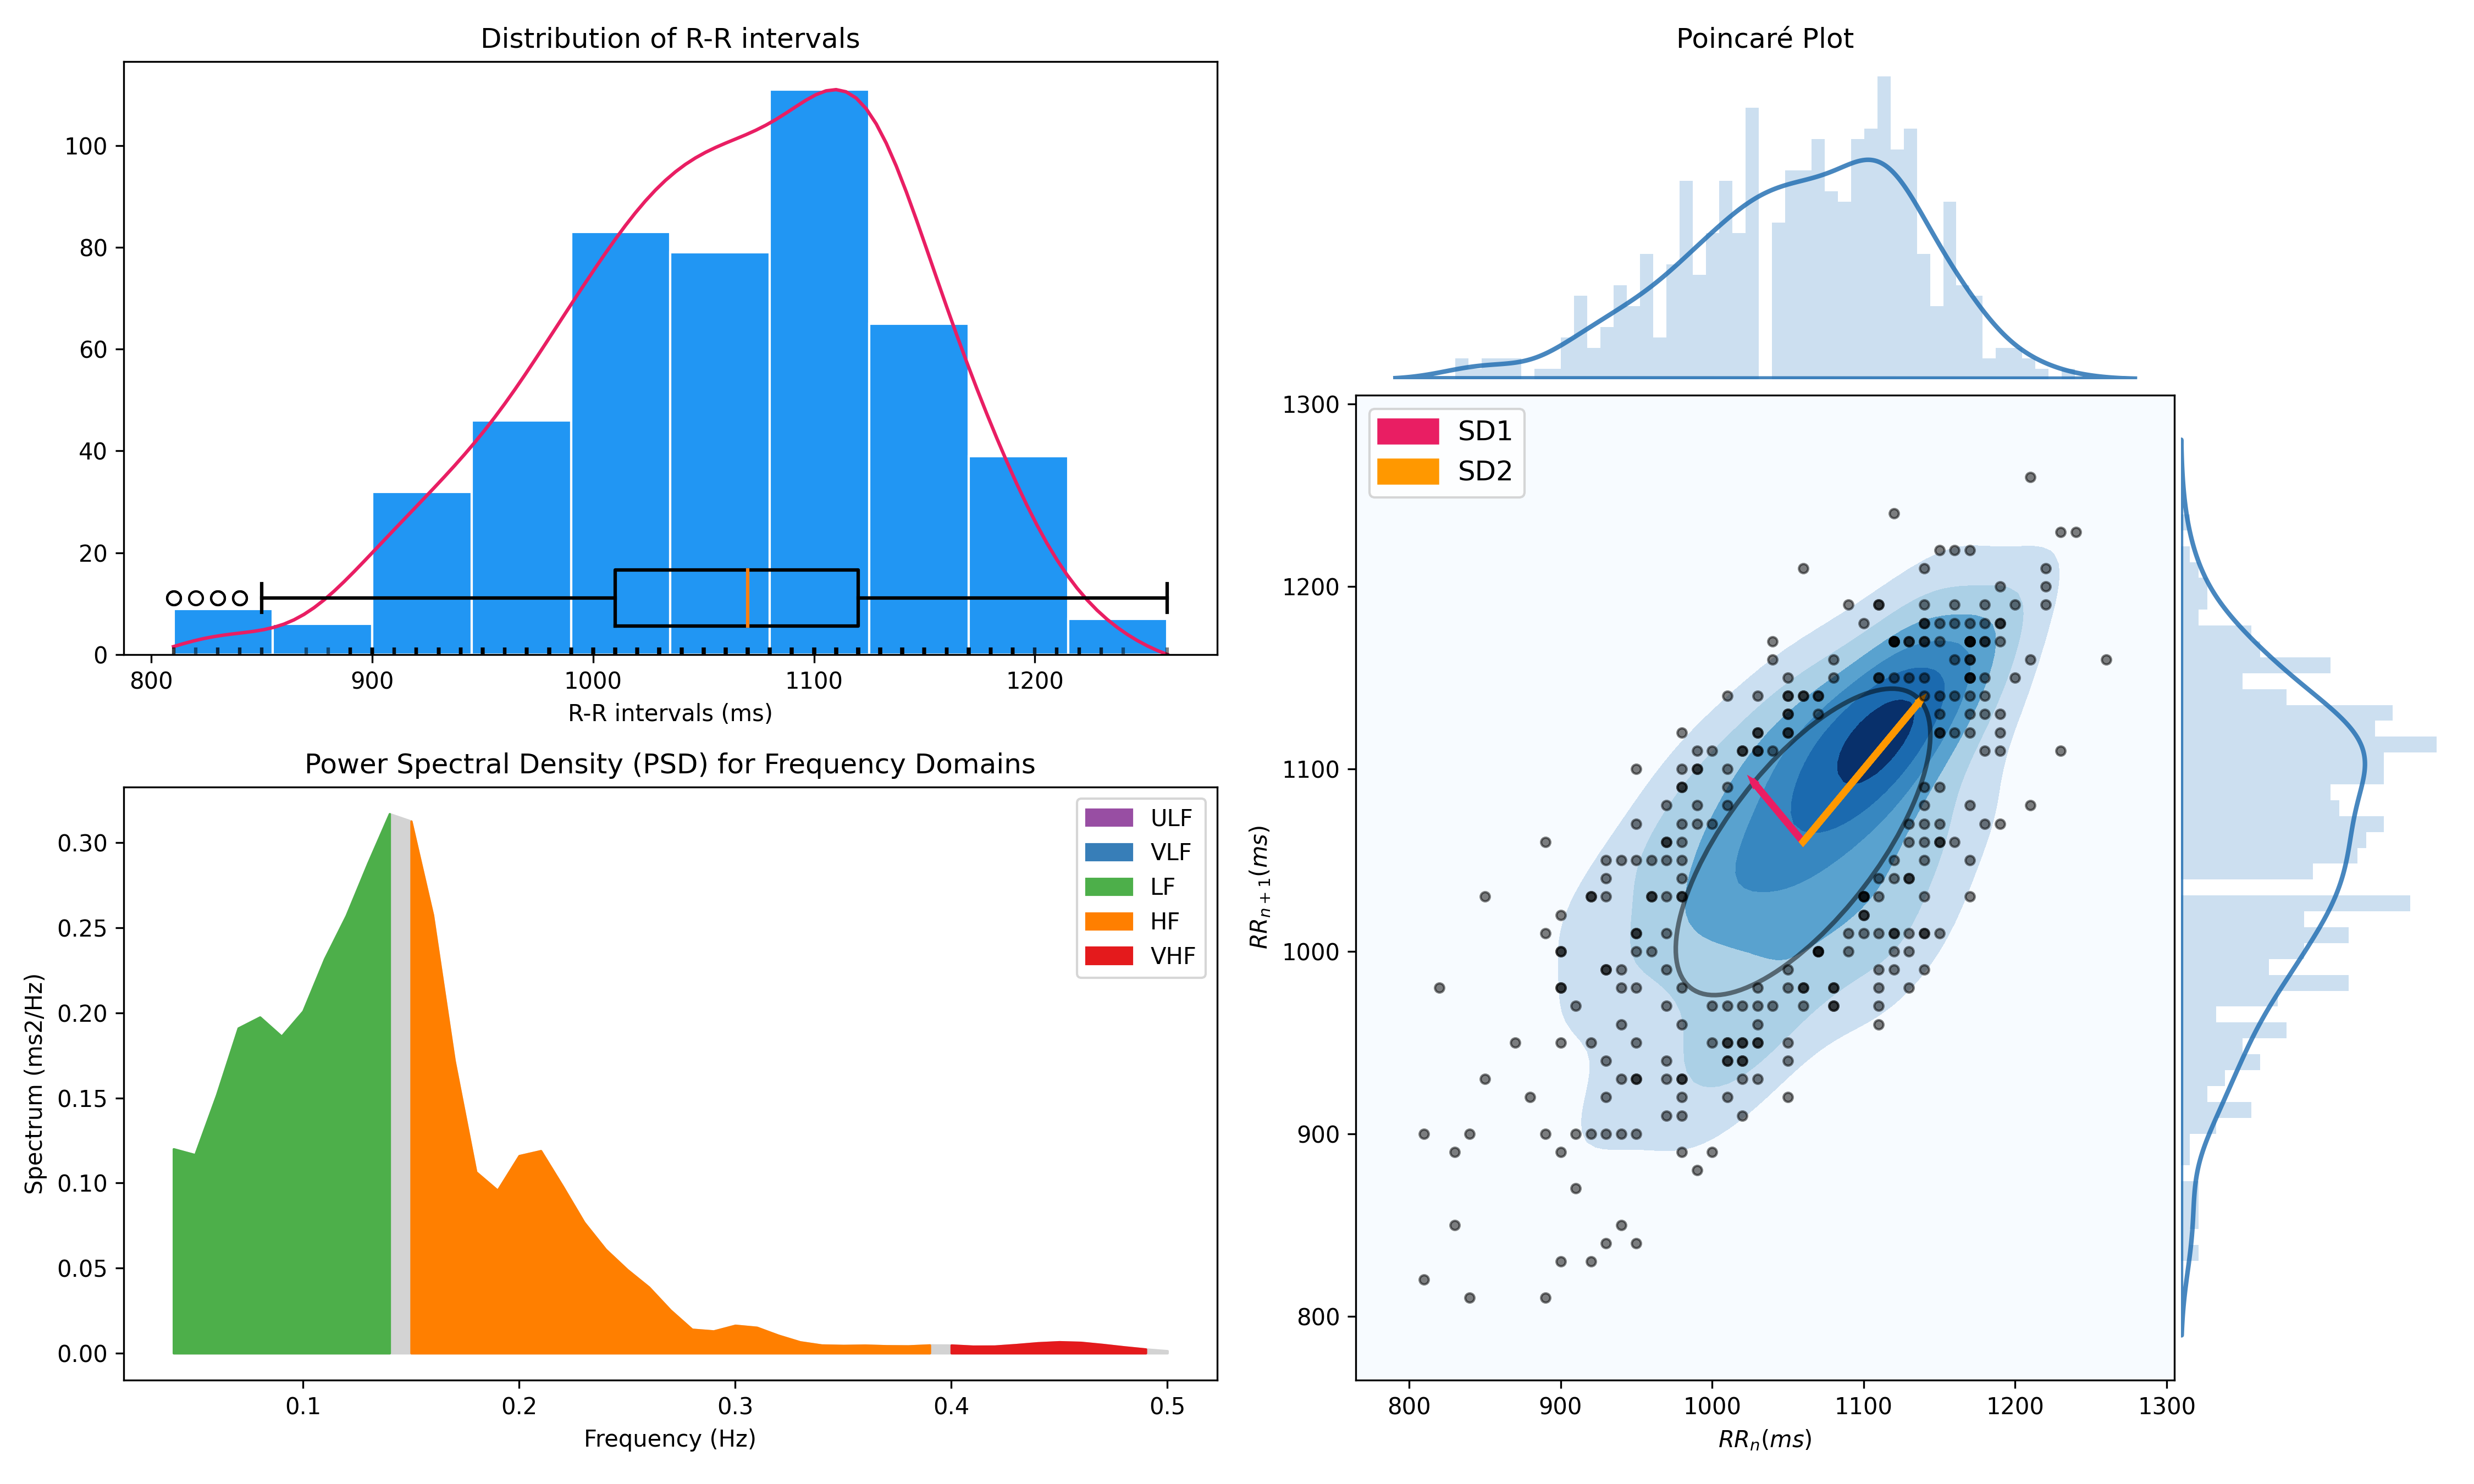 Distribution of R-R intervals
100
80
60
40
20
0
800 900 1000 1100 1200
R-R intervals (ms)
Power Spectral Density (PSD) for Frequency Domains
ULF
VLF
LF
HF
VHF
Spectrum (ms2/Hz)
0.30
0.25
0.20
0.15
0.10
0.05
0.00
0.1 0.2 0.3 0.4 0.5
Frequency (Hz)
Poincaré Plot
SD1
SD2
RRn+1(ms)
1300
1200
1100
1000
900
800
800 900 1000 1100 1200 1300
RRn(ms)